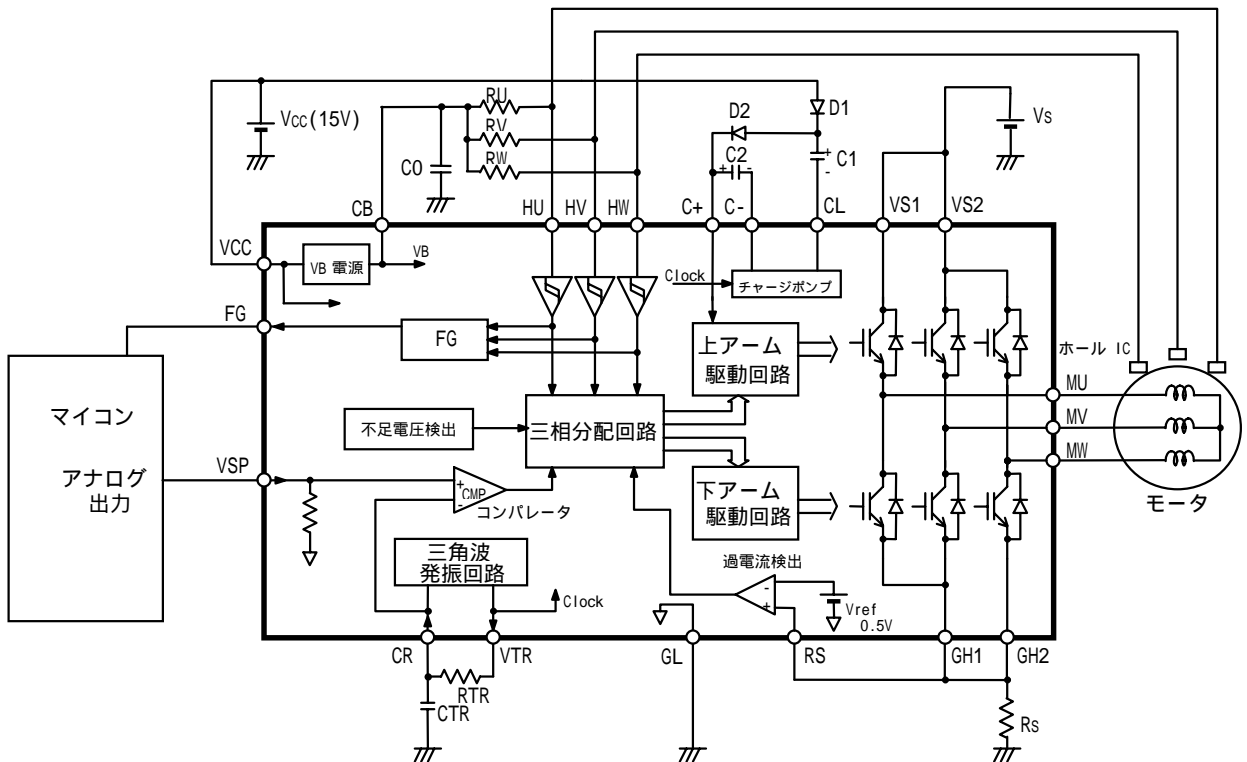 VCC(15V)
RU
RV
RW
C0
D2
D1
C2
+
-
+
C1
-
VS
CB
HU
HV
HW
C+
C-
CL
VS1
VS2
VCC
VB 電源
VB
Clock
チャージポンプ
FG
FG
上アーム
駆動回路
ホール IC
マイコン
アナログ
出力
不足電圧検出
三相分配回路
MU
MV
MW
モータ
VSP
+
CMP
-
コンパレータ
下アーム
駆動回路
三角波
発振回路
Clock
過電流検出
-
+
Vref
0.5V
CR
VTR
GL
RS
GH1
GH2
RTR
CTR
RS